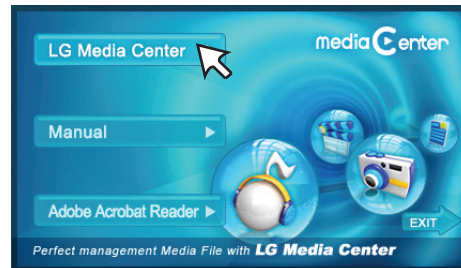 LG Media Center
media Center
Manual
Adobe Acrobat Reader
EXIT
Perfect management Media File with LG Media Center